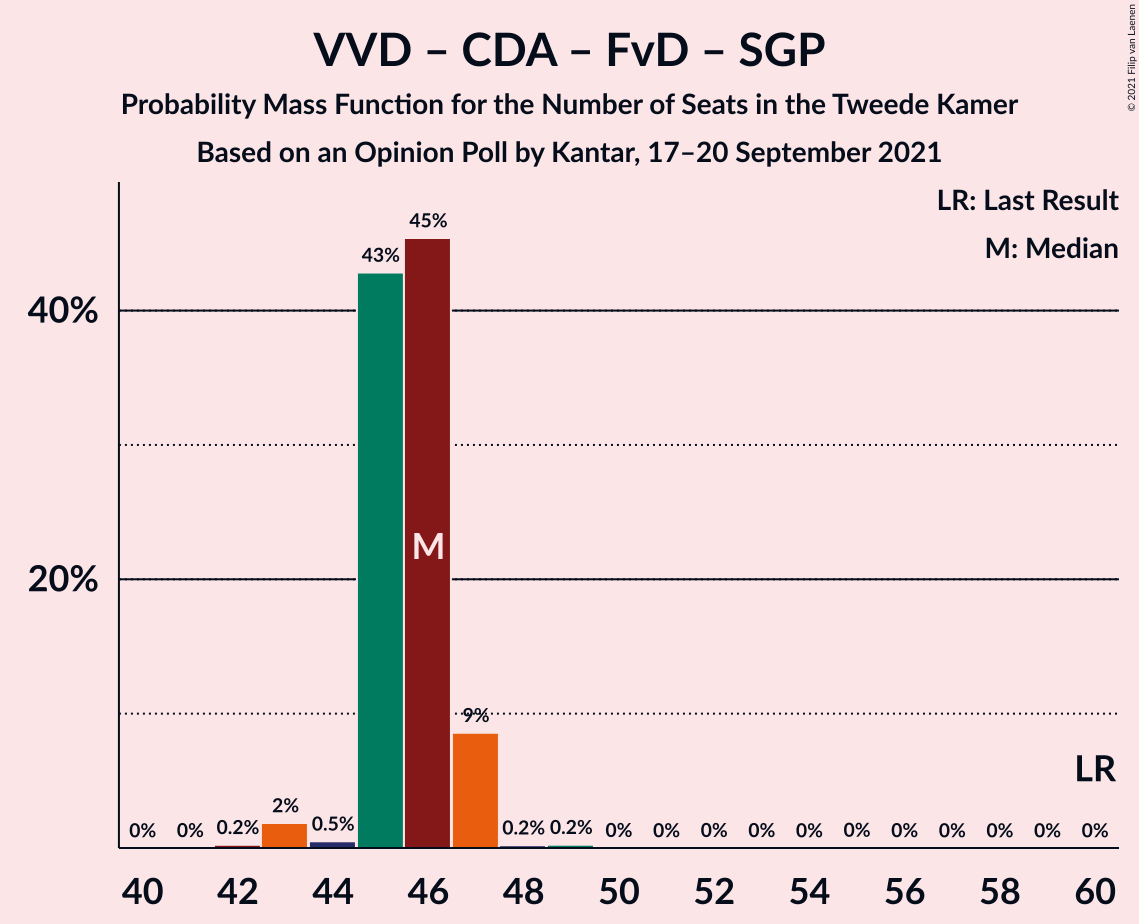 VVD – CDA – FvD – SGP
Probability Mass Function for the Number of Seats in the Tweede Kamer
Based on an Opinion Poll by Kantar, 17–20 September 2021
© 2021 Filip van Laenen
LR: Last Result
M: Median
45%
43%
40%
M
20%
9%
LR
2%
0% 0% 0.2% 0.5% 0.2% 0.2% 0% 0% 0% 0% 0% 0% 0% 0% 0% 0% 0%
40 42 44 46 48 50 52 54 56 58 60